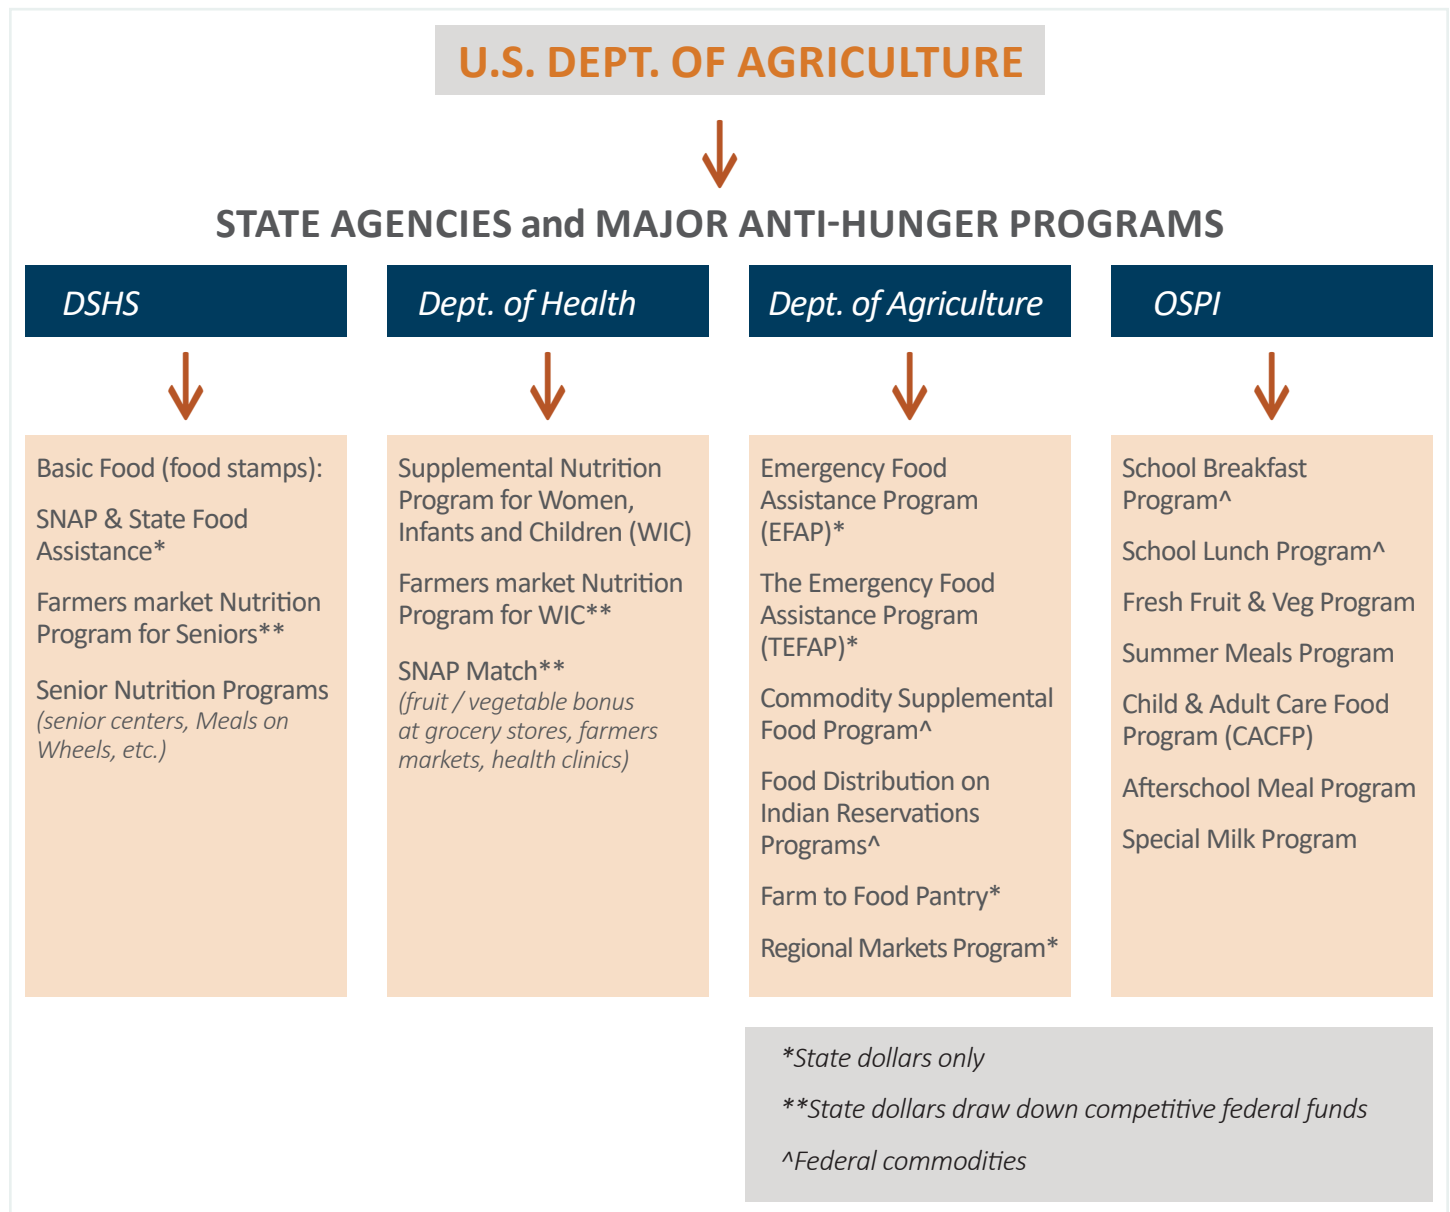 U.S. DEPT. OF AGRICULTURE
STATE AGENCIES and MAJOR ANTI-HUNGER PROGRAMS
DSHS
Basic Food (food stamps):
SNAP & State Food
Assistance*
Farmers market Nutrition
Program for Seniors**
Senior Nutrition Programs
(senior centers, Meals on
Wheels, etc.)
Dept. of Health
Supplemental Nutrition
Program for Women,
Infants and Children (WIC)
Farmers market Nutrition
Program for WIC**
SNAP Match**
(fruit / vegetable bonus
at grocery stores, farmers
markets, health clinics)
Dept. of Agriculture
Emergency Food
Assistance Program
(EFAP)*
The Emergency Food
Assistance Program
(TEFAP)*
Commodity Supplemental
Food Program^
Food Distribution on
Indian Reservations
Programs^
Farm to Food Pantry*
Regional Markets Program*
OSPI
School Breakfast
Program^
School Lunch Program^
Fresh Fruit & Veg Program
Summer Meals Program
Child & Adult Care Food
Program (CACFP)
Afterschool Meal Program
Special Milk Program
*State dollars only
**State dollars draw down competitive federal funds
^Federal commodities